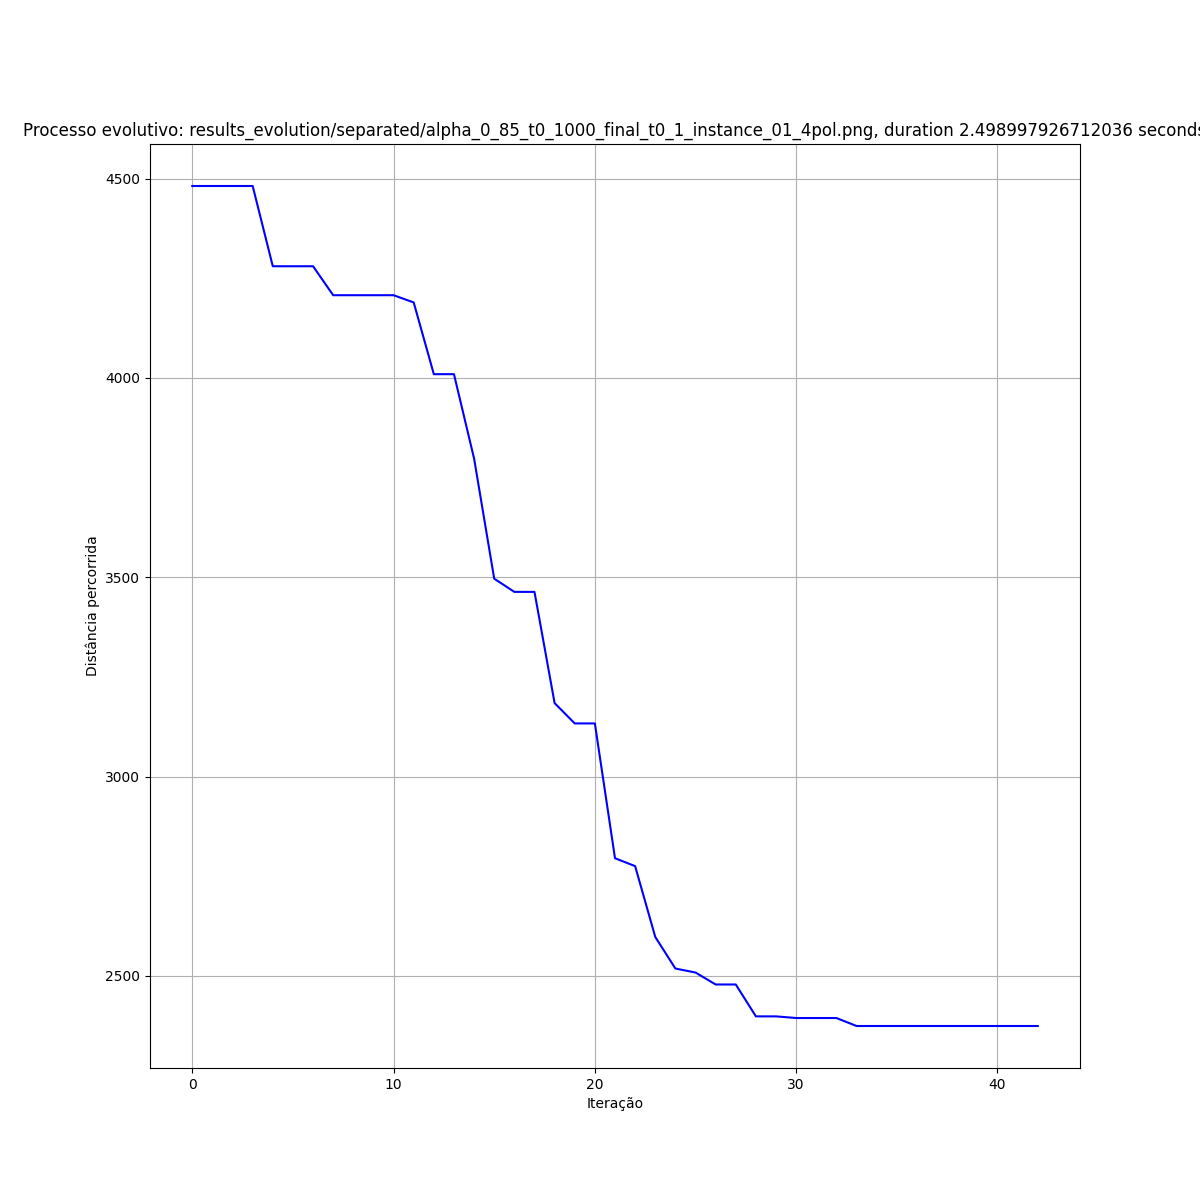 Processo evolutivo: results_evolution/separated/alpha_0_85_t0_1000_final_t0_1_instance_01_4pol.png, duration 2.498997926712036 seconds
Distância percorrida
4500
4000
3500
3000
2500
0 10 20 30 40
Iteração